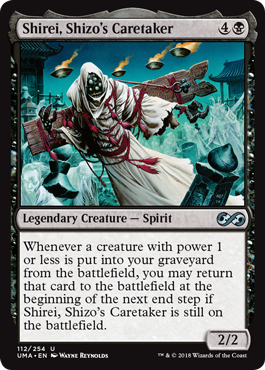 Shirei, Shizo's Caretaker 4
Legendary Creature — Spirit
Whenever a creature with power 1
or less is put into your graveyard
from the battlefield, you may return
that card to the battlefield at the
beginning of the next end step if
Shirei, Shizo's Caretaker is still on
the battlefield.
2/2
112/254 U
UMA • EN Wayne Reynolds
™ & © 2018 Wizards of the Coast